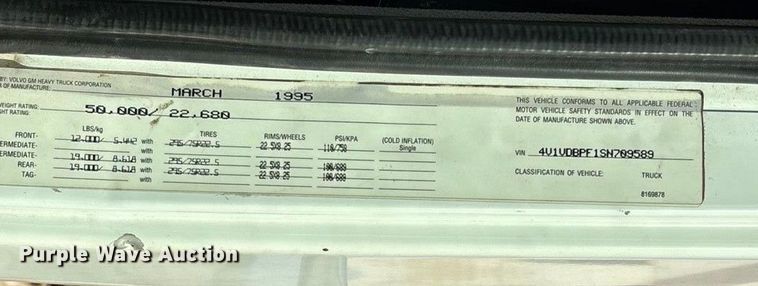 BY: VOLVO GM HEAVY TRUCK CORPORATION
OF MANUFACTURE: MARCH 1995
WEIGHT RATING: 50,000/ 22,680
HT RATING:
LBS/kg TIRES RIMS/WHEELS PSI/KPA (COLD INFLATION)
FRONT- 12,000/ 5,442 with 295/75R22.5 22.5X8.25 110/758 Single
ERMEDIATE- with
ERMEDIATE- 19,000/ 8,618 with 295/75R22.5 22.5X8.25 100/689
REAR- 19,000/ 8,618 with 295/75R22.5 22.5X8.25 100/689
TAG- with
THIS VEHICLE CONFORMS TO ALL APPLICABLE FEDERAL
MOTOR VEHICLE SAFETY STANDARDS IN EFFECT ON THE
DATE OF MANUFACTURE SHOWN ABOVE.
VIN 4V1VDBPF1SN709589
CLASSIFICATION OF VEHICLE: TRUCK
8169878
Purple Wave Auction